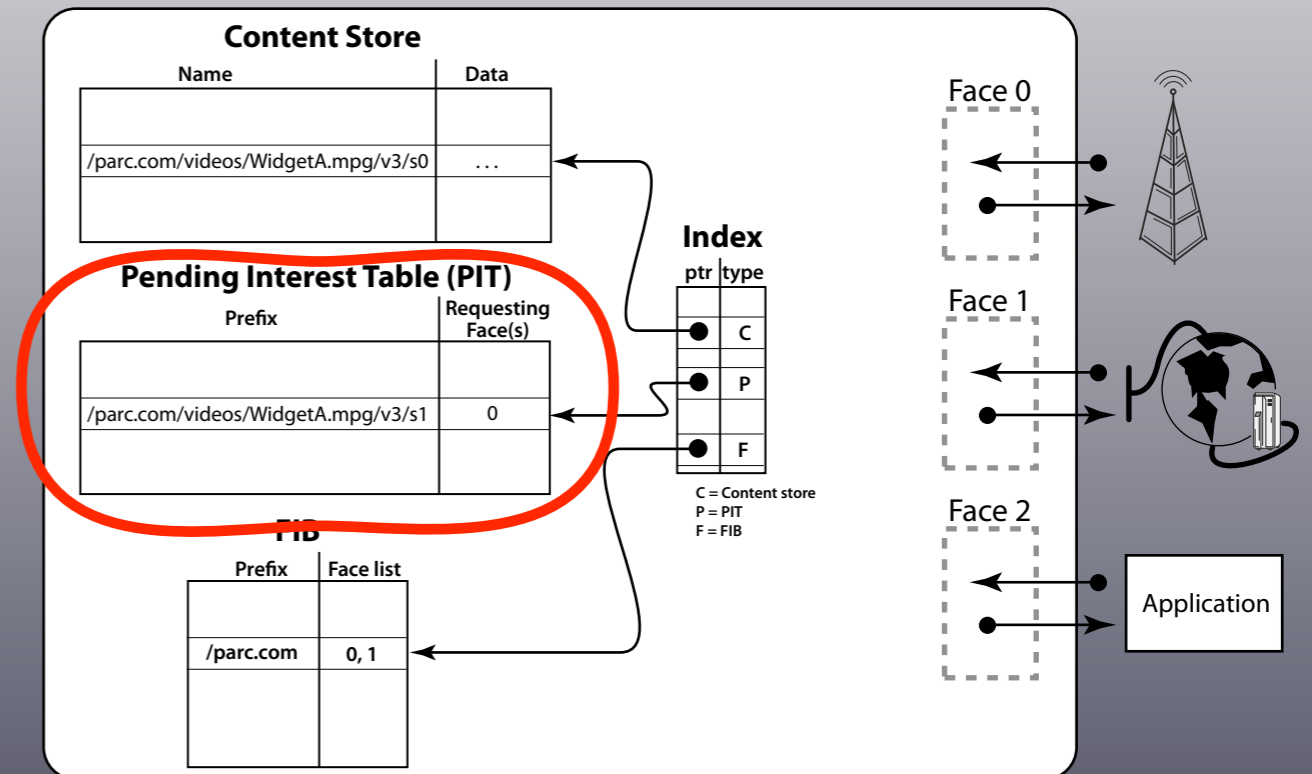 Content Store
Name Data
/parc.com/videos/WidgetA.mpg/v3/s0 ...
Pending Interest Table (PIT)
Prefix Requesting
Face(s)
/parc.com/videos/WidgetA.mpg/v3/s1 0
FIB
Prefix Face list
/parc.com 0, 1
Index
ptr type
C
P
F
C = Content store
P = PIT
F = FIB
Face 0
Face 1
Face 2
Application